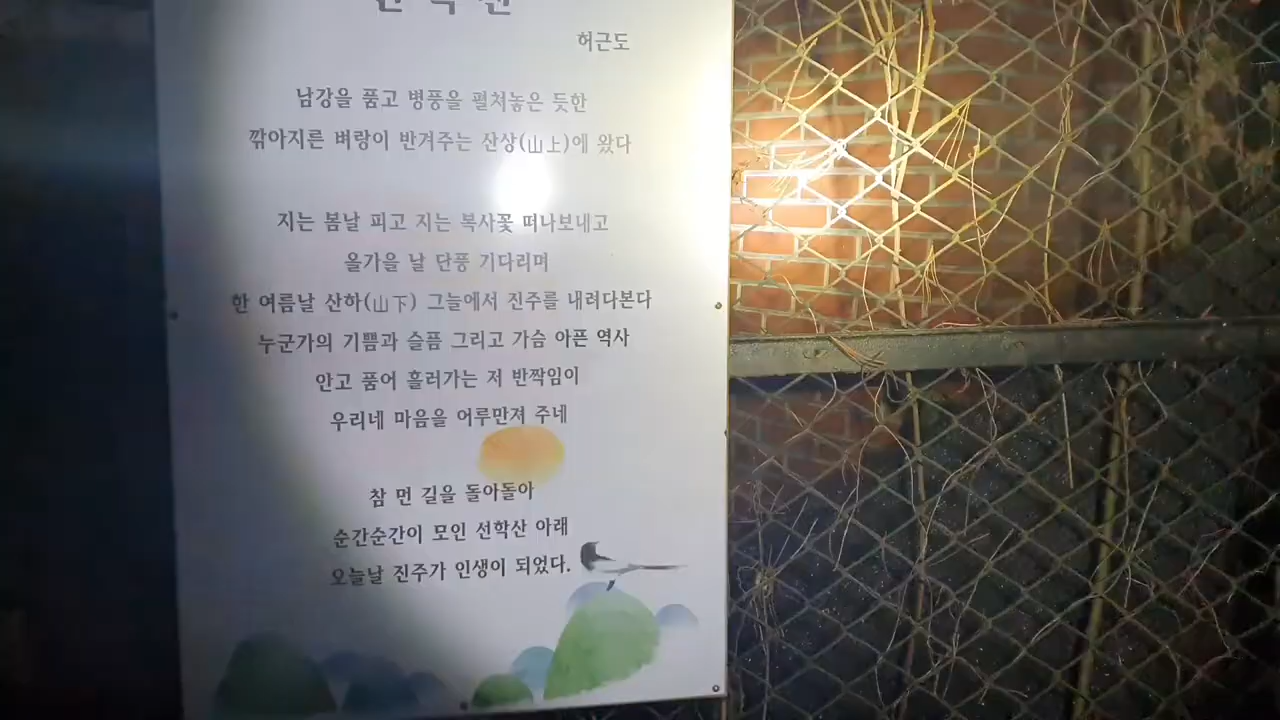 허근도
남강을 품고 병풍을 펼쳐놓은 듯한
깎아지른 벼랑이 반겨주는 산상(山上)에 왔다
지는 봄날 피고 지는 복사꽃 떠나보내고
올가을 날 단풍 기다리며
한 여름날 산하(山下) 그늘에서 진주를 내려다본다
누군가의 기쁨과 슬픔 그리고 가슴 아픈 역사
안고 품어 흘러가는 저 반짝임이
우리네 마음을 어루만져 주네
참 먼 길을 돌아돌아
순간순간이 모인 선학산 아래
오늘날 진주가 인생이 되었다.